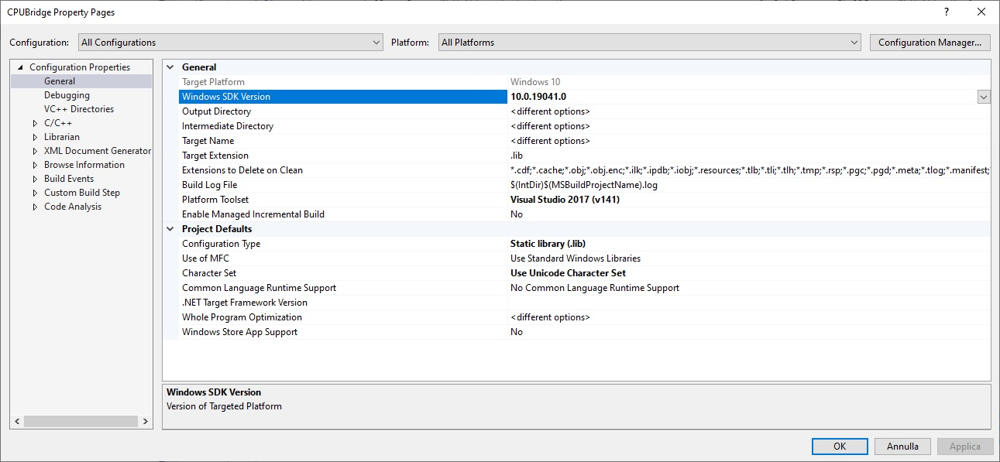 CPUBridge Property Pages
?
Configuration: All Configurations Platform: All Platforms Configuration Manager...
Configuration Properties
General
Debugging
VC++ Directories
C/C++
Librarian
XML Document Generator
Browse Information
Build Events
Custom Build Step
Code Analysis
General
Target Platform Windows 10
Windows SDK Version 10.0.19041.0
Output Directory <different options>
Intermediate Directory <different options>
Target Name <different options>
Target Extension .lib
Extensions to Delete on Clean *.cdf;*.cache;*.obj;*.obj.enc;*.ilk;*.ipdb;*.iobj;*.resources;*.tlb;*.tli;*.tlh;*.tmp;*.rsp;*.pgc;*.pgd;*.meta;*.tlog;*.manifest;
Build Log File $(IntDir)$(MSBuildProjectName).log
Platform Toolset Visual Studio 2017 (v141)
Enable Managed Incremental Build No
Project Defaults
Configuration Type Static library (.lib)
Use of MFC Use Standard Windows Libraries
Character Set Use Unicode Character Set
Common Language Runtime Support No Common Language Runtime Support
.NET Target Framework Version
Whole Program Optimization <different options>
Windows Store App Support No
Windows SDK Version
Version of Targeted Platform
OK Annulla Applica